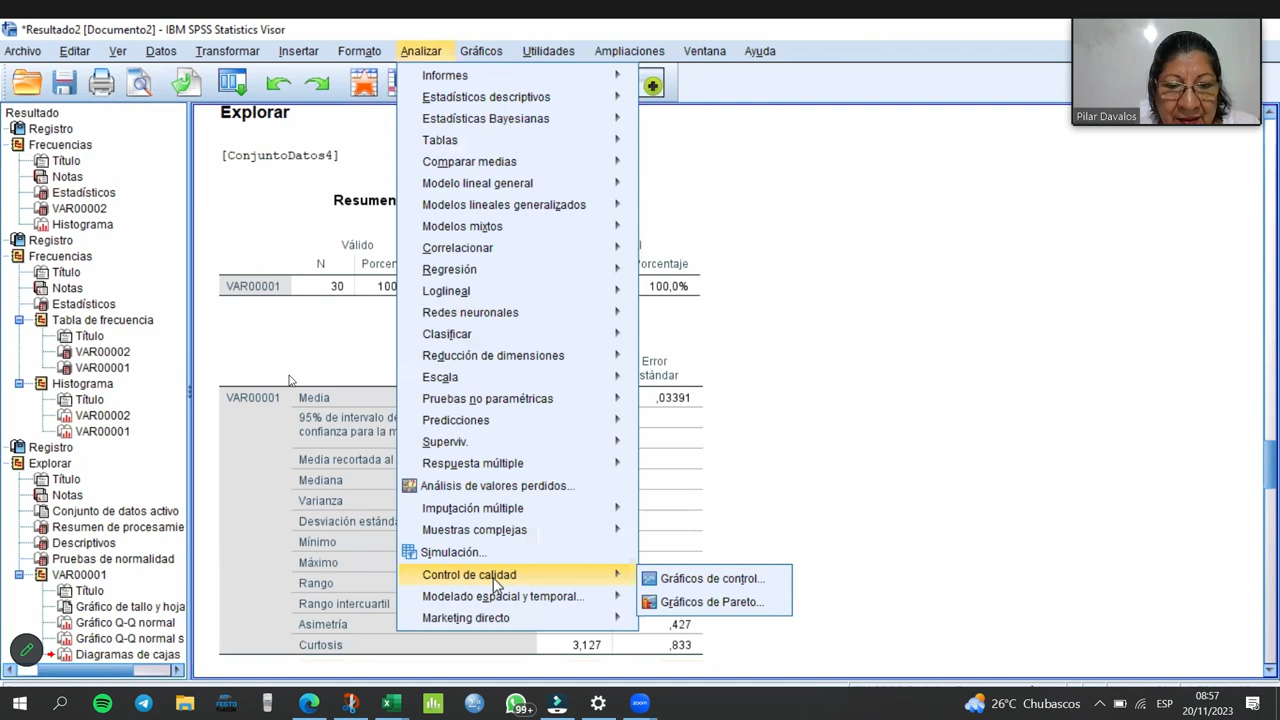 *Resultado2 [Documento2] - IBM SPSS Statistics Visor
Archivo Editar Ver Datos Transformar Insertar Formato Analizar Gráficos Utilidades Ampliaciones Ventana Ayuda
Pilar Davalos
Resultado
Registro
Frecuencias
Título
Notas
Estadísticos
VAR00002
Histograma
Registro
Frecuencias
Título
Notas
Estadísticos
Tabla de frecuencia
Título
VAR00002
VAR00001
Histograma
Título
VAR00002
VAR00001
Registro
Explorar
Título
Notas
Conjunto de datos activo
Resumen de procesamie
Descriptivos
Pruebas de normalidad
VAR00001
Título
Gráfico de tallo y hoja
Gráfico Q-Q normal
Gráfico Q-Q normal s
Diagramas de cajas
Explorar
[ConjuntoDatos4]
Resumen
Válido
N Porcen
Porcentaje
VAR00001 30 100 100,0%
Error
stándar
VAR00001 Media ,03391
95% de intervalo de
confianza para la m
Media recortada al
Mediana
Varianza
Desviación estánda
Mínimo
Máximo
Rango
Rango intercuartil
Asimetría ,427
Curtosis 3,127 ,833
Informes
Estadísticos descriptivos
Estadísticas Bayesianas
Tablas
Comparar medias
Modelo lineal general
Modelos lineales generalizados
Modelos mixtos
Correlacionar
Regresión
Loglineal
Redes neuronales
Clasificar
Reducción de dimensiones
Escala
Pruebas no paramétricas
Predicciones
Superviv.
Respuesta múltiple
Análisis de valores perdidos...
Imputación múltiple
Muestras complejas
Simulación...
Control de calidad
Modelado espacial y temporal...
Marketing directo
Gráficos de control...
Gráficos de Pareto...
FESTO
99+
26°C Chubascos
ESP
08:57
20/11/2023